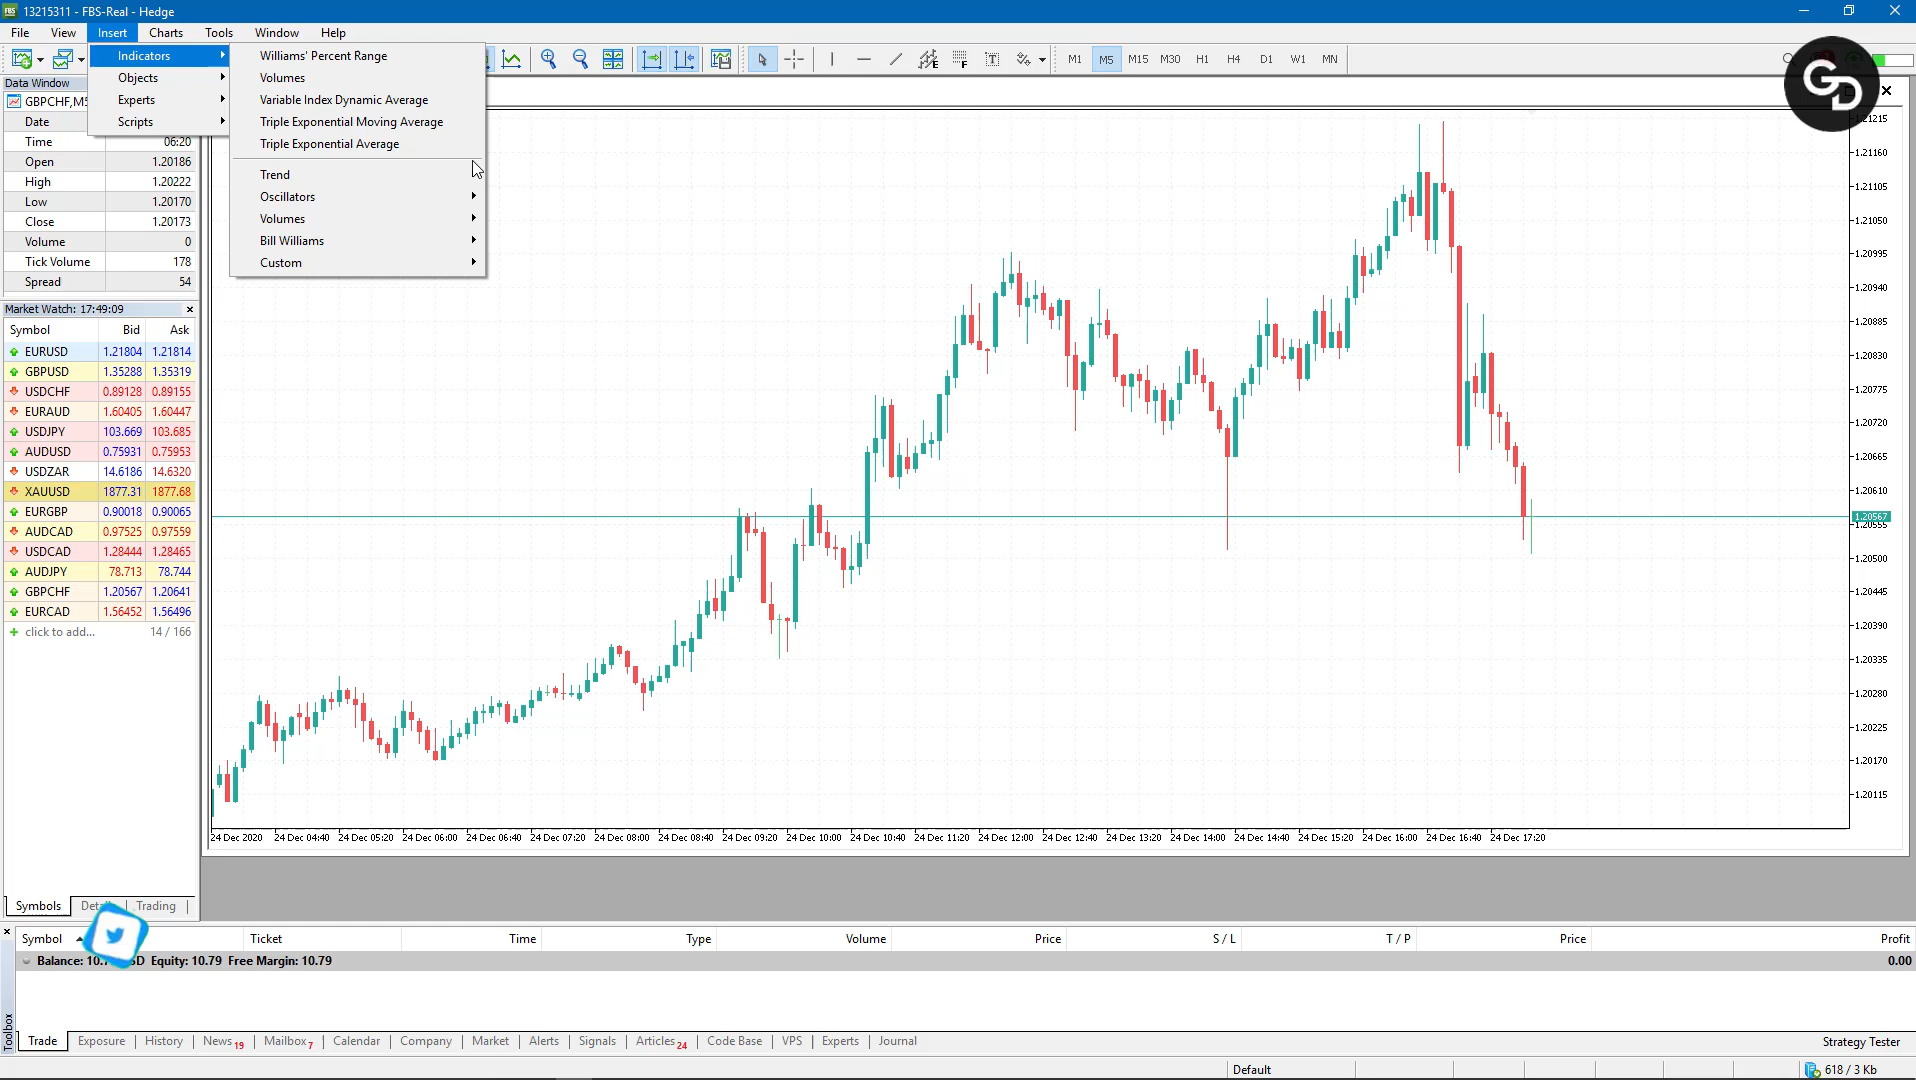 13215311 - FBS-Real - Hedge
File View Insert Charts Tools Window Help
Indicators
Objects
Experts
Scripts
Williams' Percent Range
Volumes
Variable Index Dynamic Average
Triple Exponential Moving Average
Triple Exponential Average
Trend
Oscillators
Volumes
Bill Williams
Custom
M1 M5 M15 M30 H1 H4 D1 W1 MN
GD
Data Window
GBPCHF,M5
Date
Time 06:20
Open 1.20186
High 1.20222
Low 1.20170
Close 1.20173
Volume 0
Tick Volume 178
Spread 54
Market Watch: 17:49:09
Symbol Bid Ask
EURUSD 1.21804 1.21814
GBPUSD 1.35288 1.35319
USDCHF 0.89128 0.89155
EURAUD 1.60405 1.60447
USDJPY 103.669 103.685
AUDUSD 0.75931 0.75953
USDZAR 14.6186 14.6320
XAUUSD 1877.31 1877.68
EURGBP 0.90018 0.90065
AUDCAD 0.97525 0.97559
USDCAD 1.28444 1.28465
AUDJPY 78.713 78.744
GBPCHF 1.20567 1.20641
EURCAD 1.56452 1.56496
click to add... 14 / 166
1.21215
1.21160
1.21105
1.21050
1.20995
1.20940
1.20885
1.20830
1.20775
1.20720
1.20665
1.20610
1.20567
1.20555
1.20500
1.20445
1.20390
1.20335
1.20280
1.20225
1.20170
1.20115
24 Dec 2020 24 Dec 04:40 24 Dec 05:20 24 Dec 06:00 24 Dec 06:40 24 Dec 07:20 24 Dec 08:00 24 Dec 08:40 24 Dec 09:20 24 Dec 10:00 24 Dec 10:40 24 Dec 11:20 24 Dec 12:00 24 Dec 12:40 24 Dec 13:20 24 Dec 14:00 24 Dec 14:40 24 Dec 15:20 24 Dec 16:00 24 Dec 16:40 24 Dec 17:20
Symbols Trading
Symbol Ticket Time Type Volume Price S / L T / P Price Profit
Balance: Equity: 10.79 Free Margin: 10.79 0.00
Toolbox
Trade Exposure History News 19 Mailbox 7 Calendar Company Market Alerts Signals Articles 24 Code Base VPS Experts Journal Strategy Tester
Default 618 / 3 Kb